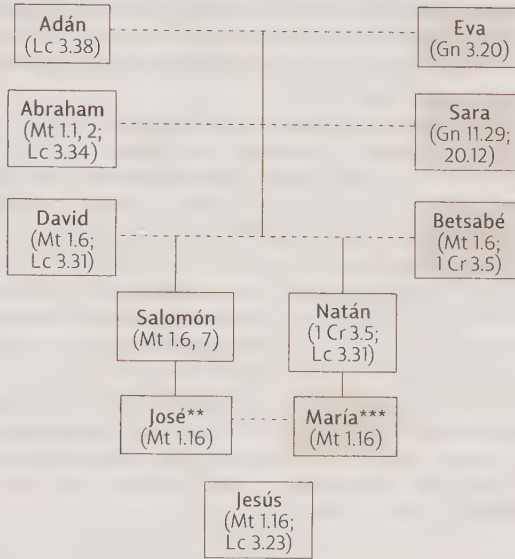 Adán
(Lc 3.38)
Eva
(Gn 3.20)
Abraham
(Mt 1.1, 2;
Lc 3.34)
Sara
(Gn 11.29;
20.12)
David
(Mt 1.6;
Lc 3.31)
Betsabé
(Mt 1.6;
1 Cr 3.5)
Salomón
(Mt 1.6, 7)
Natán
(1 Cr 3.5;
Lc 3.31)
José**
(Mt 1.16)
María***
(Mt 1.16)
Jesús
(Mt 1.16;
Lc 3.23)